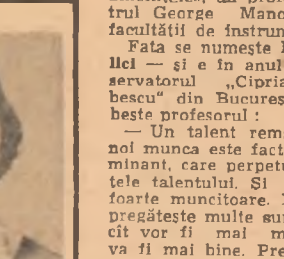 trul George Mano
facultății de instrun
Fata se numește
lici — și e în anul
servatorul „Cipria
bescu“ din Bucureș
bește profesorul :
— Un talent rem
noi munca este fact
minant, care perpetu
tele talentului. Și
foarte muncitoare.
pregătește multe sur
cît vor fi mai m
va fi mai bine. Pre